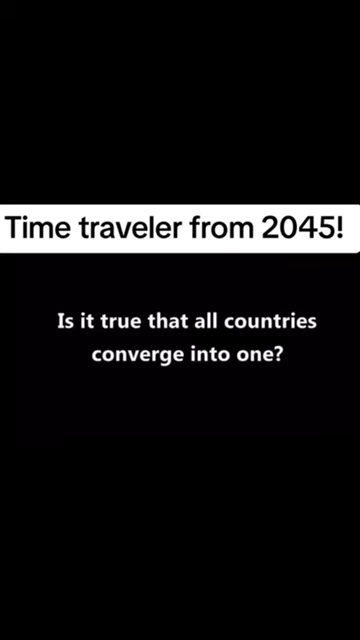 Time traveler from 2045!
Is it true that all countries
converge into one?